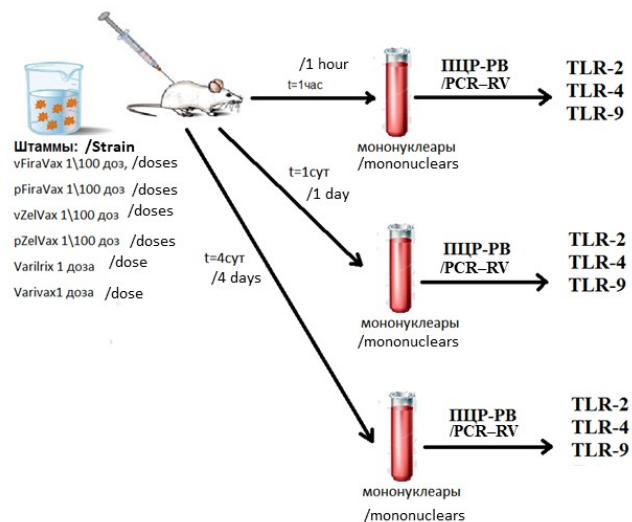 /1 hour
t=1час
ПЦР-РВ
/PCR–RV
TLR-2
TLR-4
TLR-9
мононуклеары
/mononuclears
Штаммы: /Strain
vFiraVax 1\100 доз, /doses
pFiraVax 1\100 доз /doses
vZelVax 1\100 доз /doses
pZelVax 1\100 доз /doses
Varilrix 1 доза /dose
Varivax1 доза /dose
t=1сут
/1 day
ПЦР-РВ
/PCR–RV
TLR-2
TLR-4
TLR-9
мононуклеары
/mononuclears
t=4сут
/4 days
ПЦР-РВ
/PCR–RV
TLR-2
TLR-4
TLR-9
мононуклеары
/mononuclears